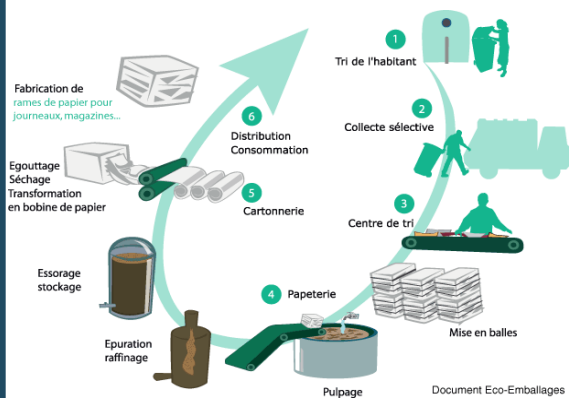 1
Tri de l'habitant
2
Collecte sélective
3
Centre de tri
Mise en balles
4 Papeterie
Pulpage
Epuration
raffinage
Essorage
stockage
Egouttage
Séchage
Transformation
en bobine de papier
5
Cartonnerie
6
Distribution
Consommation
Fabrication de
rames de papier pour
journeaux, magazines...
Document Eco-Emballages